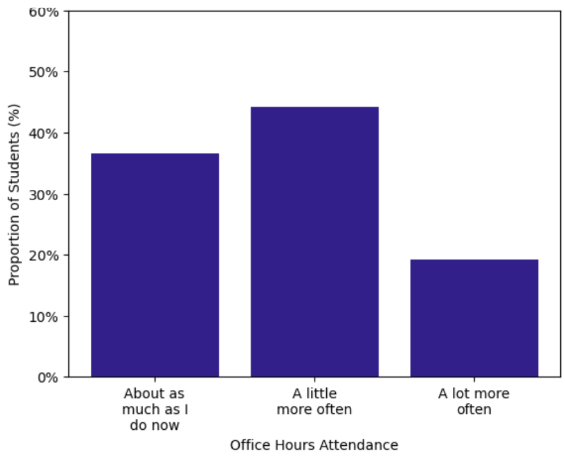 60%
50%
40%
30%
20%
10%
0%
Proportion of Students (%)
About as
much as I
do now
A little
more often
A lot more
often
Office Hours Attendance